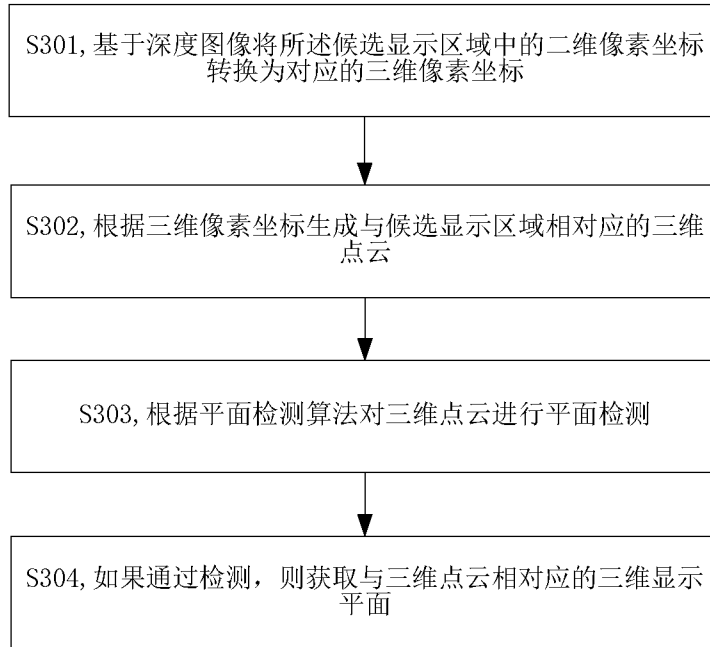 S301,基于深度图像将所述候选显示区域中的二维像素坐标
转换为对应的三维像素坐标
S302,根据三维像素坐标生成与候选显示区域相对应的三维
点云
S303,根据平面检测算法对三维点云进行平面检测
S304,如果通过检测，则获取与三维点云相对应的三维显示
平面